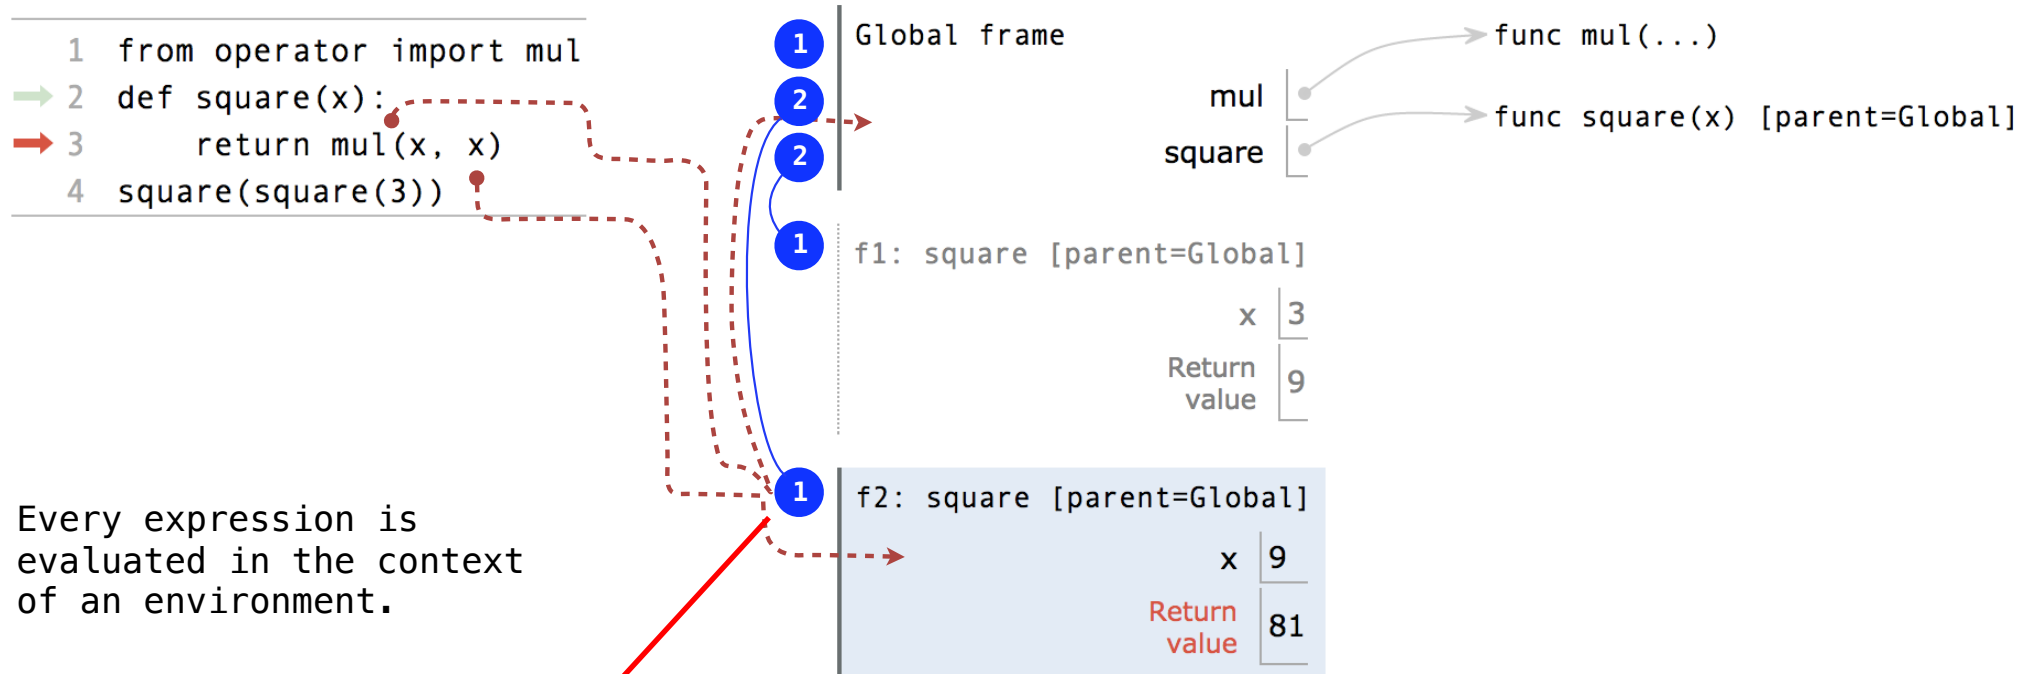 1 from operator import mul
2 def square(x):
3 return mul(x, x)
4 square(square(3))
Every expression is
evaluated in the context
of an environment.
1 Global frame
2 mul
2 square
func mul(...)
func square(x) [parent=Global]
1 f1: square [parent=Global]
x 3
Return
value 9
1 f2: square [parent=Global]
x 9
Return
value 81